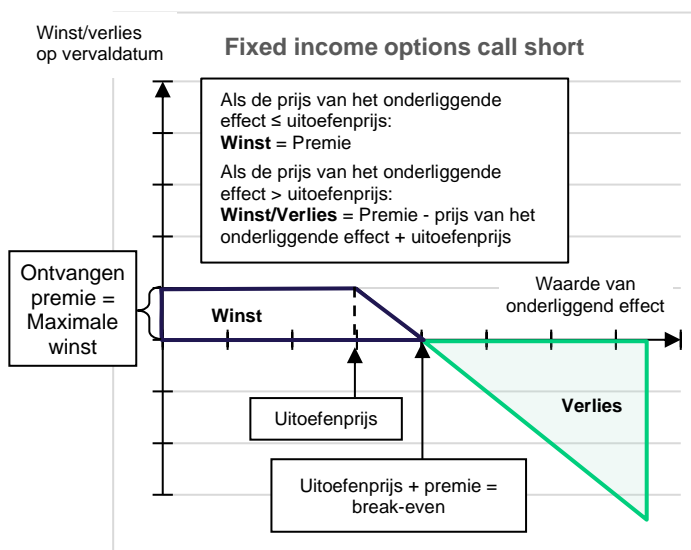 Winst/verlies
op vervaldatum
Fixed income options call short
Als de prijs van het onderliggende
effect ≤ uitoefenprijs:
Winst = Premie
Als de prijs van het onderliggende
effect > uitoefenprijs:
Winst/Verlies = Premie - prijs van het
onderliggende effect + uitoefenprijs
Ontvangen
premie =
Maximale
winst
Winst
Waarde van
onderliggend effect
Uitoefenprijs
Verlies
Uitoefenprijs + premie =
break-even